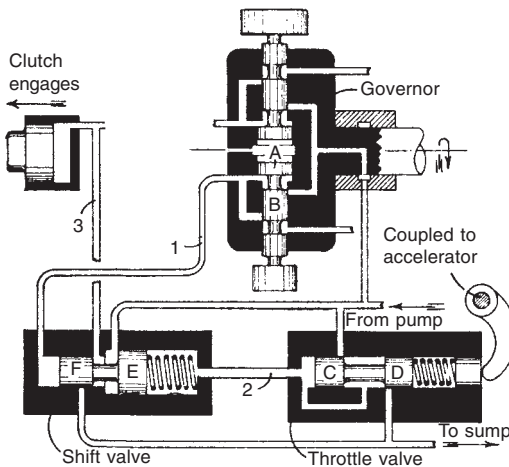 Clutch
engages
Governor
A
B
3
1
Coupled to
accelerator
From pump
F
E
2
C
D
To sump
Shift valve
Throttle valve